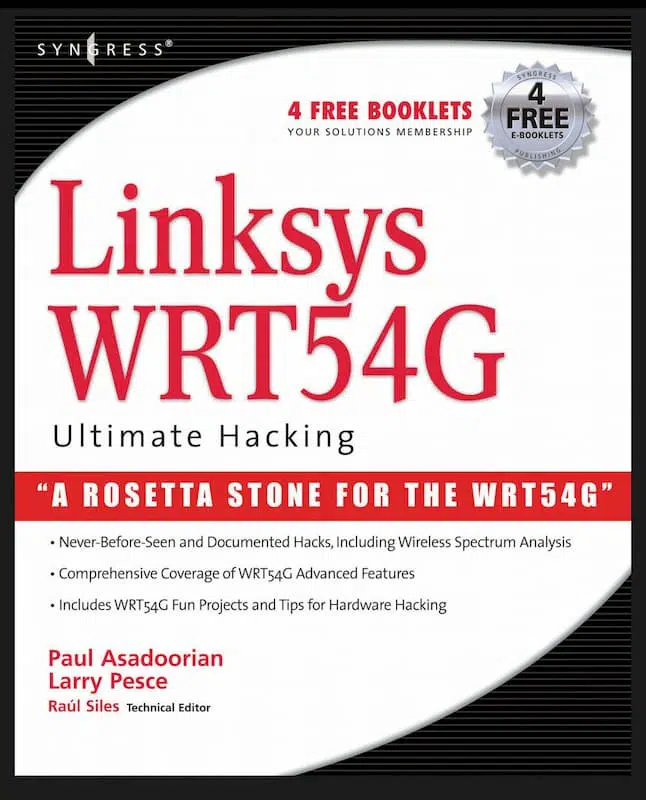 SYNGRESS®
4 FREE BOOKLETS
YOUR SOLUTIONS MEMBERSHIP
SYNGRESS
4
FREE
E-BOOKLETS
PUBLISHING
Linksys
WRT54G
Ultimate Hacking
“A ROSETTA STONE FOR THE WRT54G”
• Never-Before-Seen and Documented Hacks, Including Wireless Spectrum Analysis
• Comprehensive Coverage of WRT54G Advanced Features
• Includes WRT54G Fun Projects and Tips for Hardware Hacking
Paul Asadoorian
Larry Pesce
Raúl Siles Technical Editor